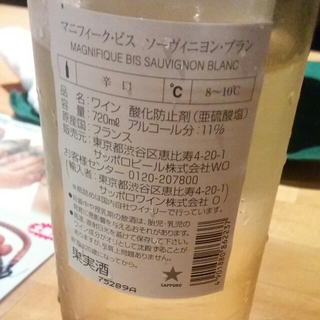 マニフィーク・ビス ソーヴィニヨン・ブラン
MAGNIFIQUE BIS SAUVIGNON BLANC
辛口 ℃ 8～10℃
品名：ワイン 酸化防止剤（亜硫酸塩）
容量：720ml アルコール分：11％
原産国：フランス
販売元：東京都渋谷区恵比寿4-20-1
サッポロビール株式会社WO
お客様センター 0120-207800
（輸入者：東京都渋谷区恵比寿4-20-1）
サッポロワイン株式会社 O
果実酒
75289A
SAPPORO